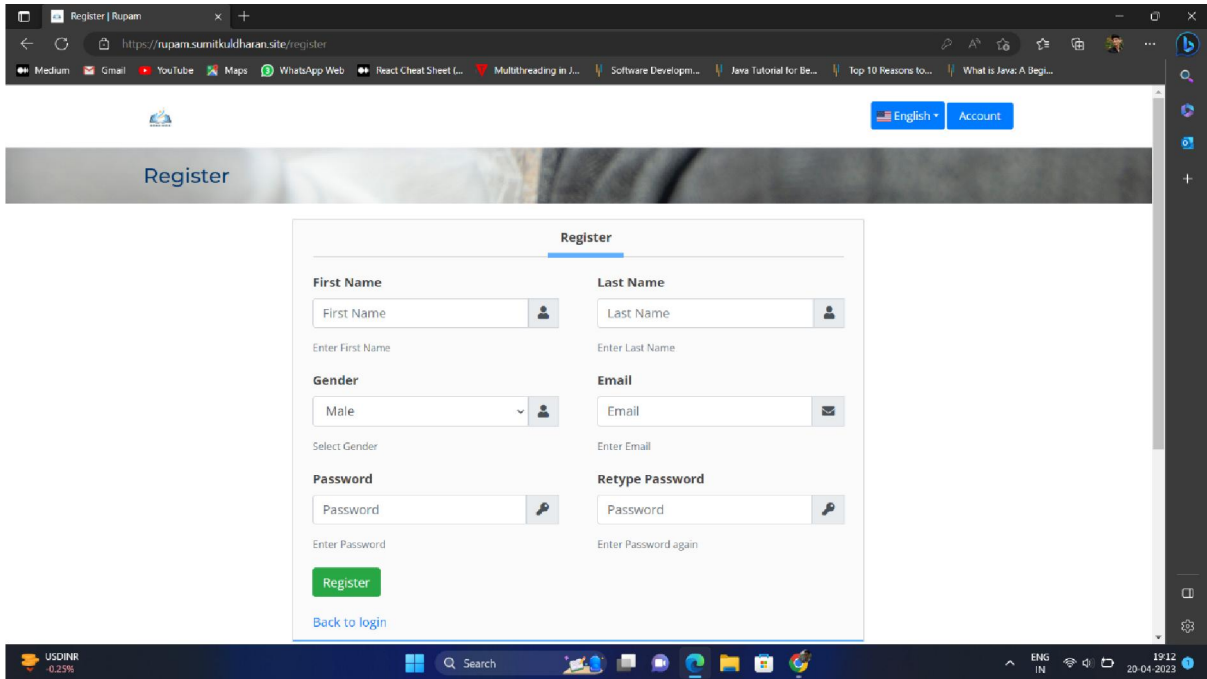 Register | Rupam
https://rupam.sumitkuldharan.site/register
Medium Gmail YouTube Maps WhatsApp Web React Cheat Sheet (... Multithreading in J... Software Developm... Java Tutorial for Be... Top 10 Reasons to... What is Java: A Begi...
English Account
Register
Register
First Name Last Name
First Name Last Name
Enter First Name Enter Last Name
Gender Email
Male Email
Select Gender Enter Email
Password Retype Password
Password Password
Enter Password Enter Password again
Register
Back to login
USDINR
-0.25%
Search
ENG
IN
19:12
20-04-2023